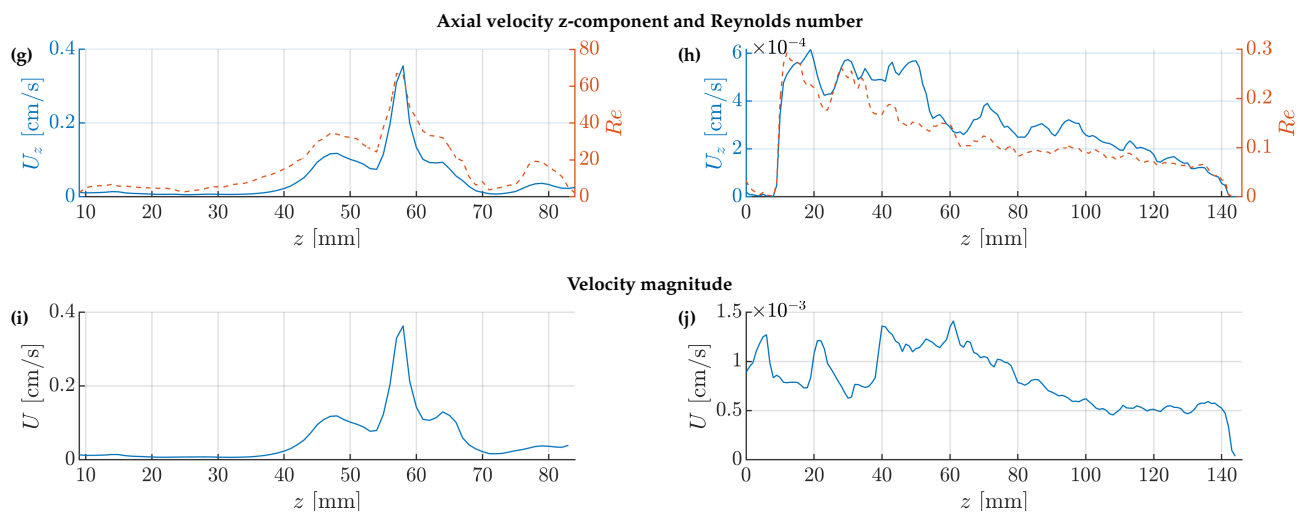 Axial velocity z-component and Reynolds number
(g)
0.4
0.2
0
U_z [cm/s]
80
60
40
20
0
Re
10 20 30 40 50 60 70 80
z [mm]
(h)
×10⁻⁴
6
4
2
0
U_z [cm/s]
0.3
0.2
0.1
0
Re
0 20 40 60 80 100 120 140
z [mm]
Velocity magnitude
(i)
0.4
0.2
0
U [cm/s]
10 20 30 40 50 60 70 80
z [mm]
(j)
×10⁻³
1.5
1
0.5
0
U [cm/s]
0 20 40 60 80 100 120 140
z [mm]